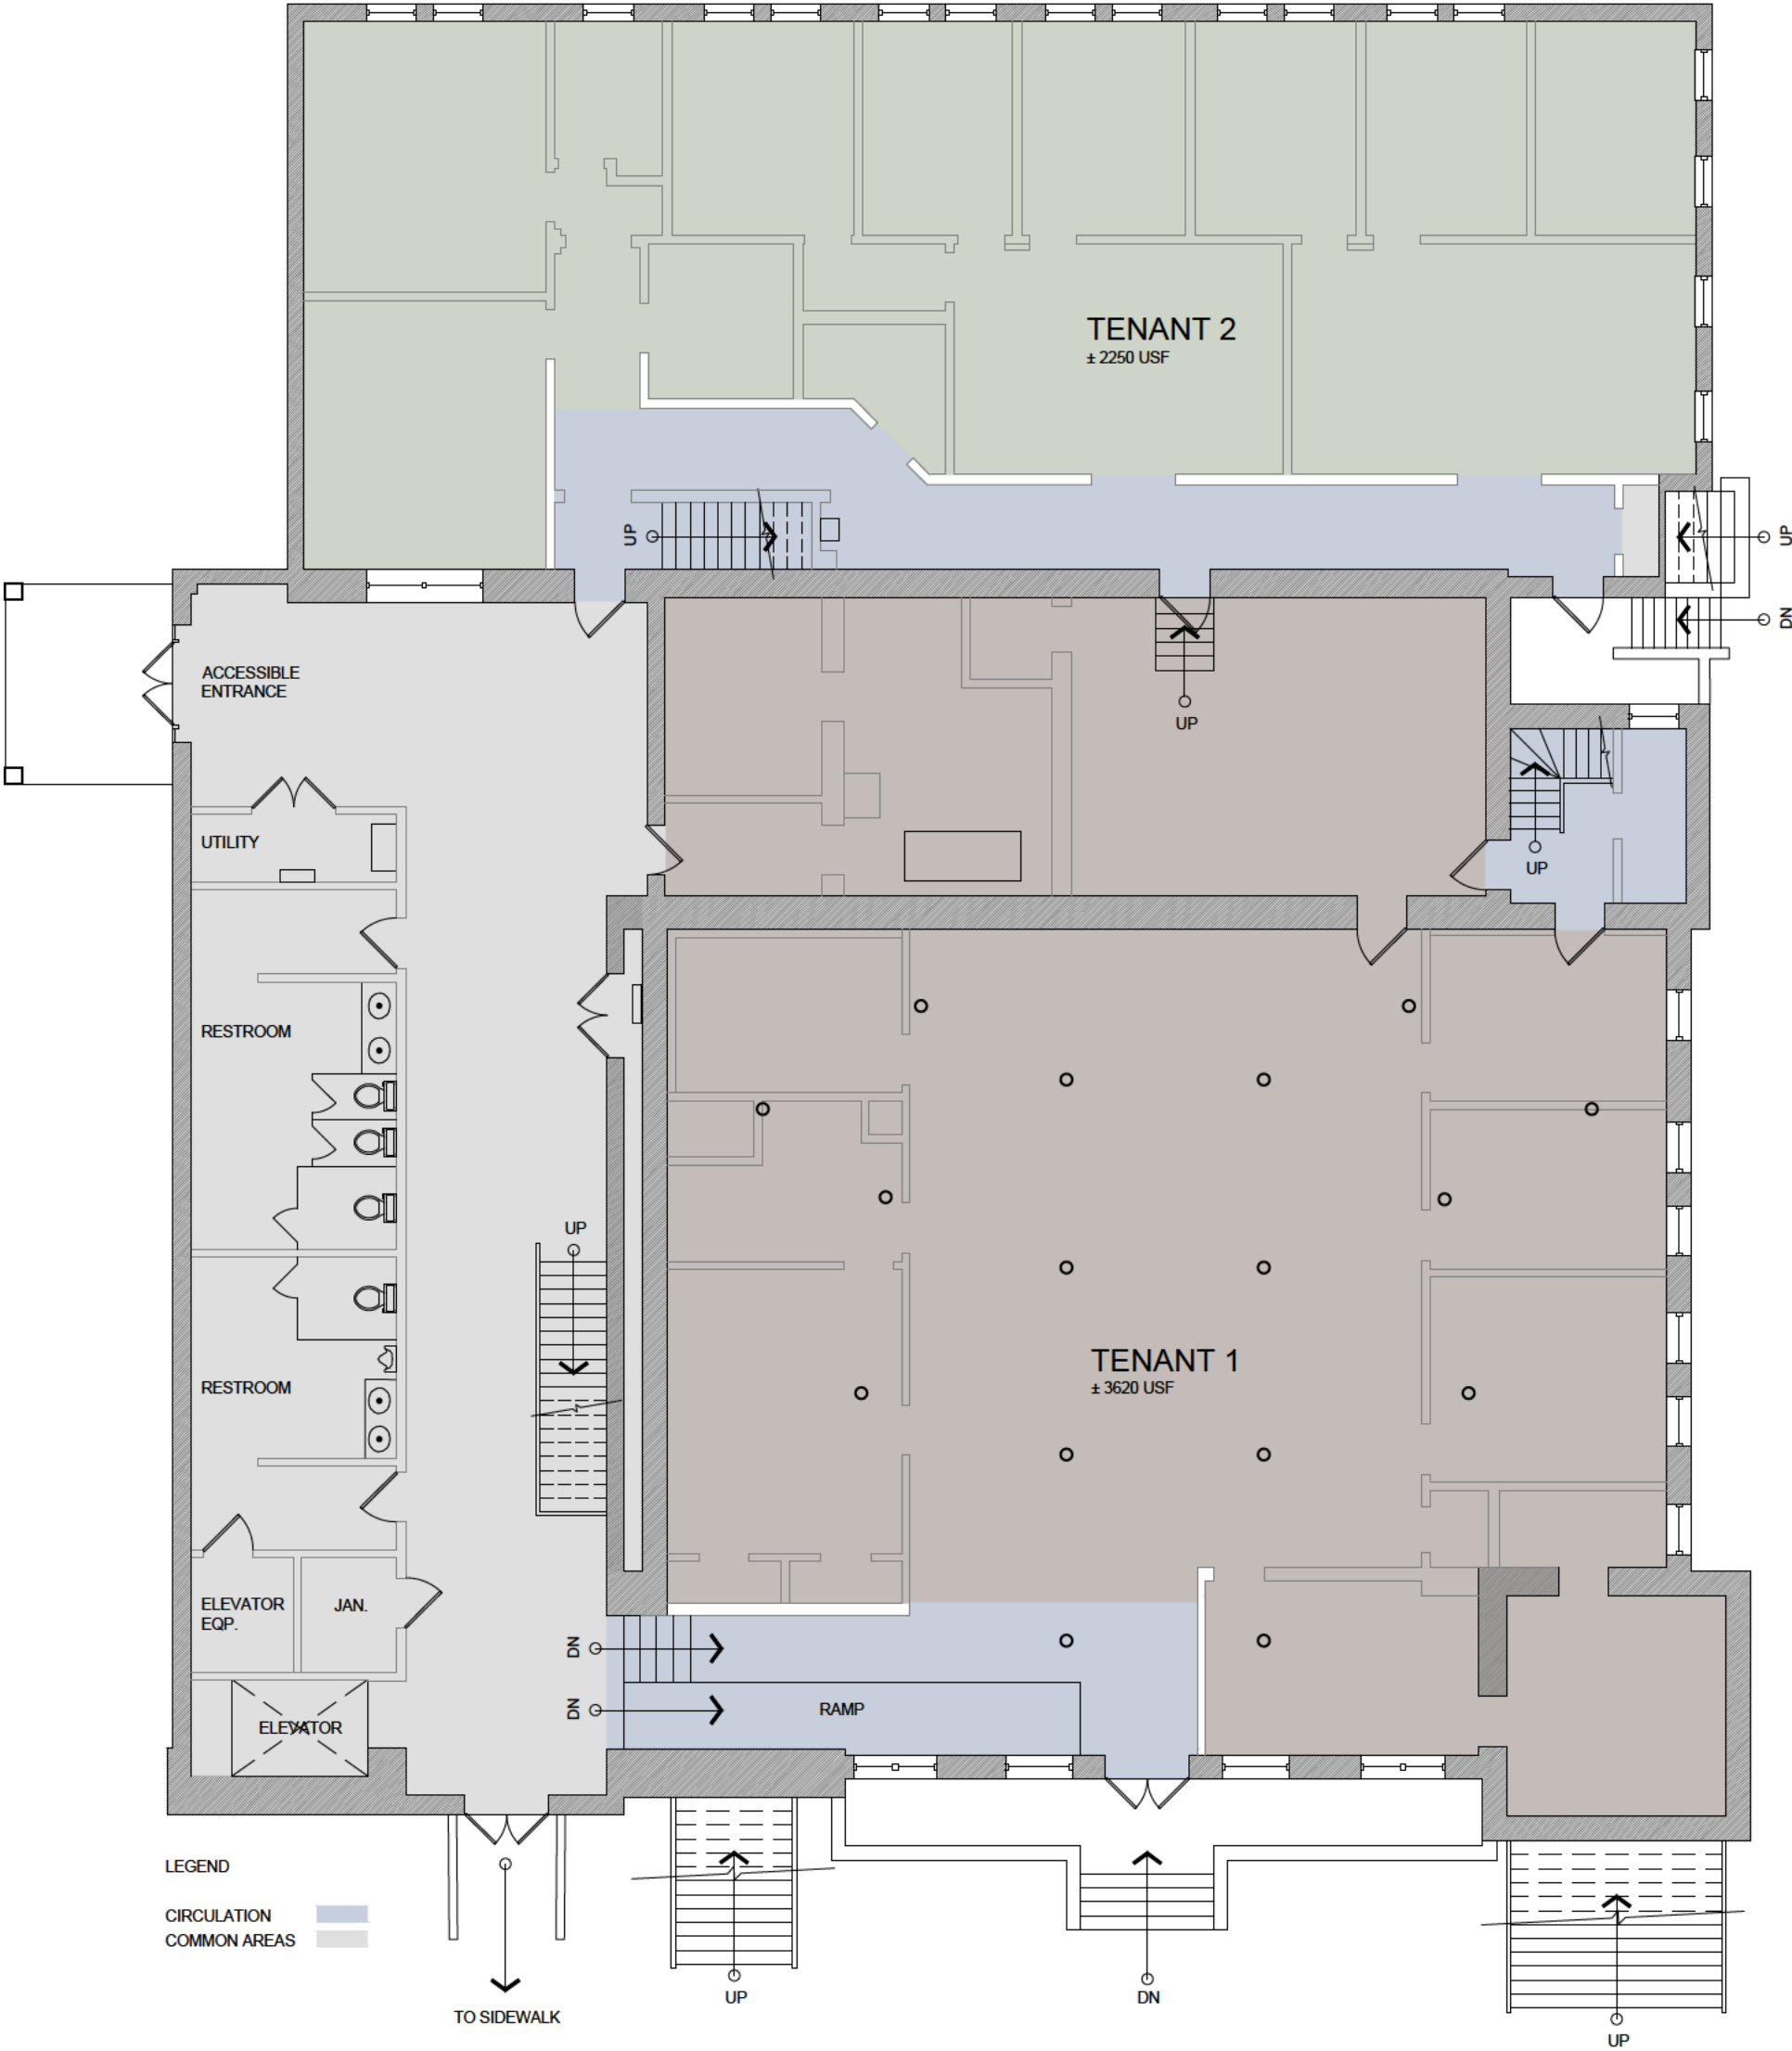 TENANT 2
± 2250 USF
UP
UP
DN
ACCESSIBLE
ENTRANCE
UP
UTILITY
UP
RESTROOM
UP
TENANT 1
± 3620 USF
RESTROOM
ELEVATOR
EQP.
JAN.
DN
DN
RAMP
ELEVATOR
LEGEND
CIRCULATION
COMMON AREAS
TO SIDEWALK
UP
DN
UP